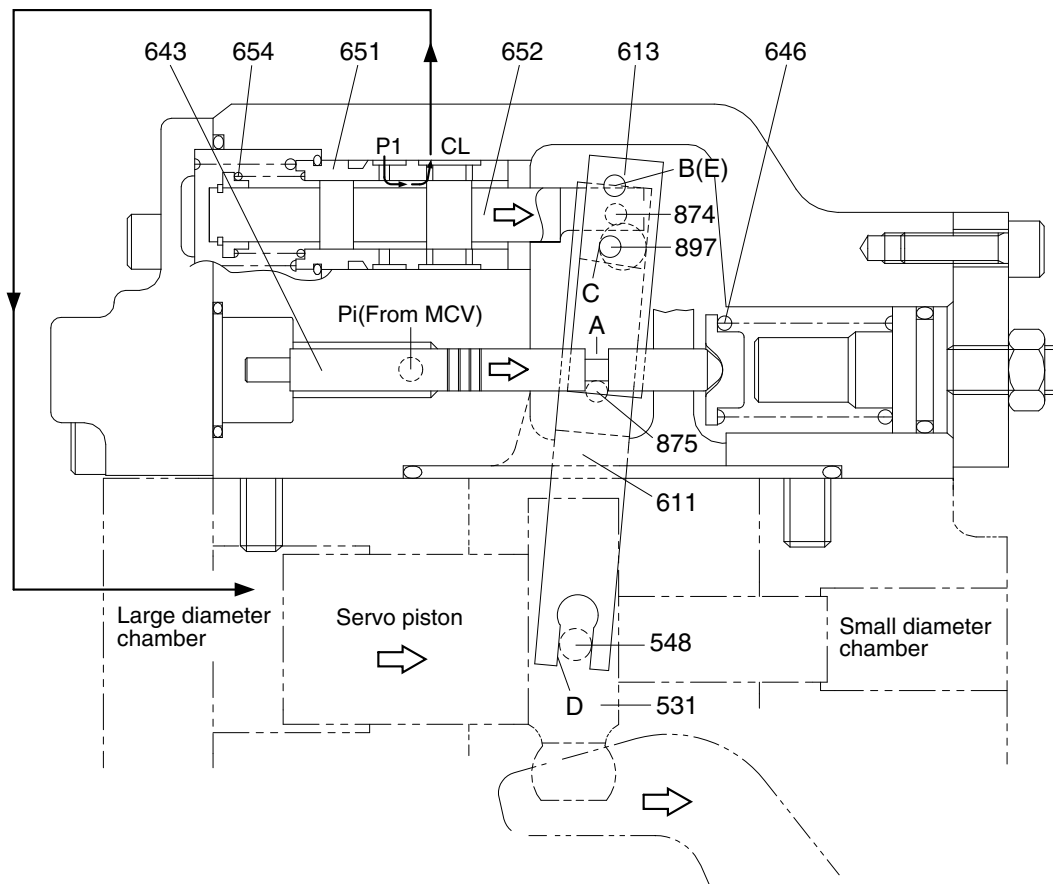 643
654
651
652
613
646
P1
CL
B(E)
874
897
C
A
Pi(From MCV)
875
611
Large diameter
chamber
Servo piston
548
Small diameter
chamber
D
531